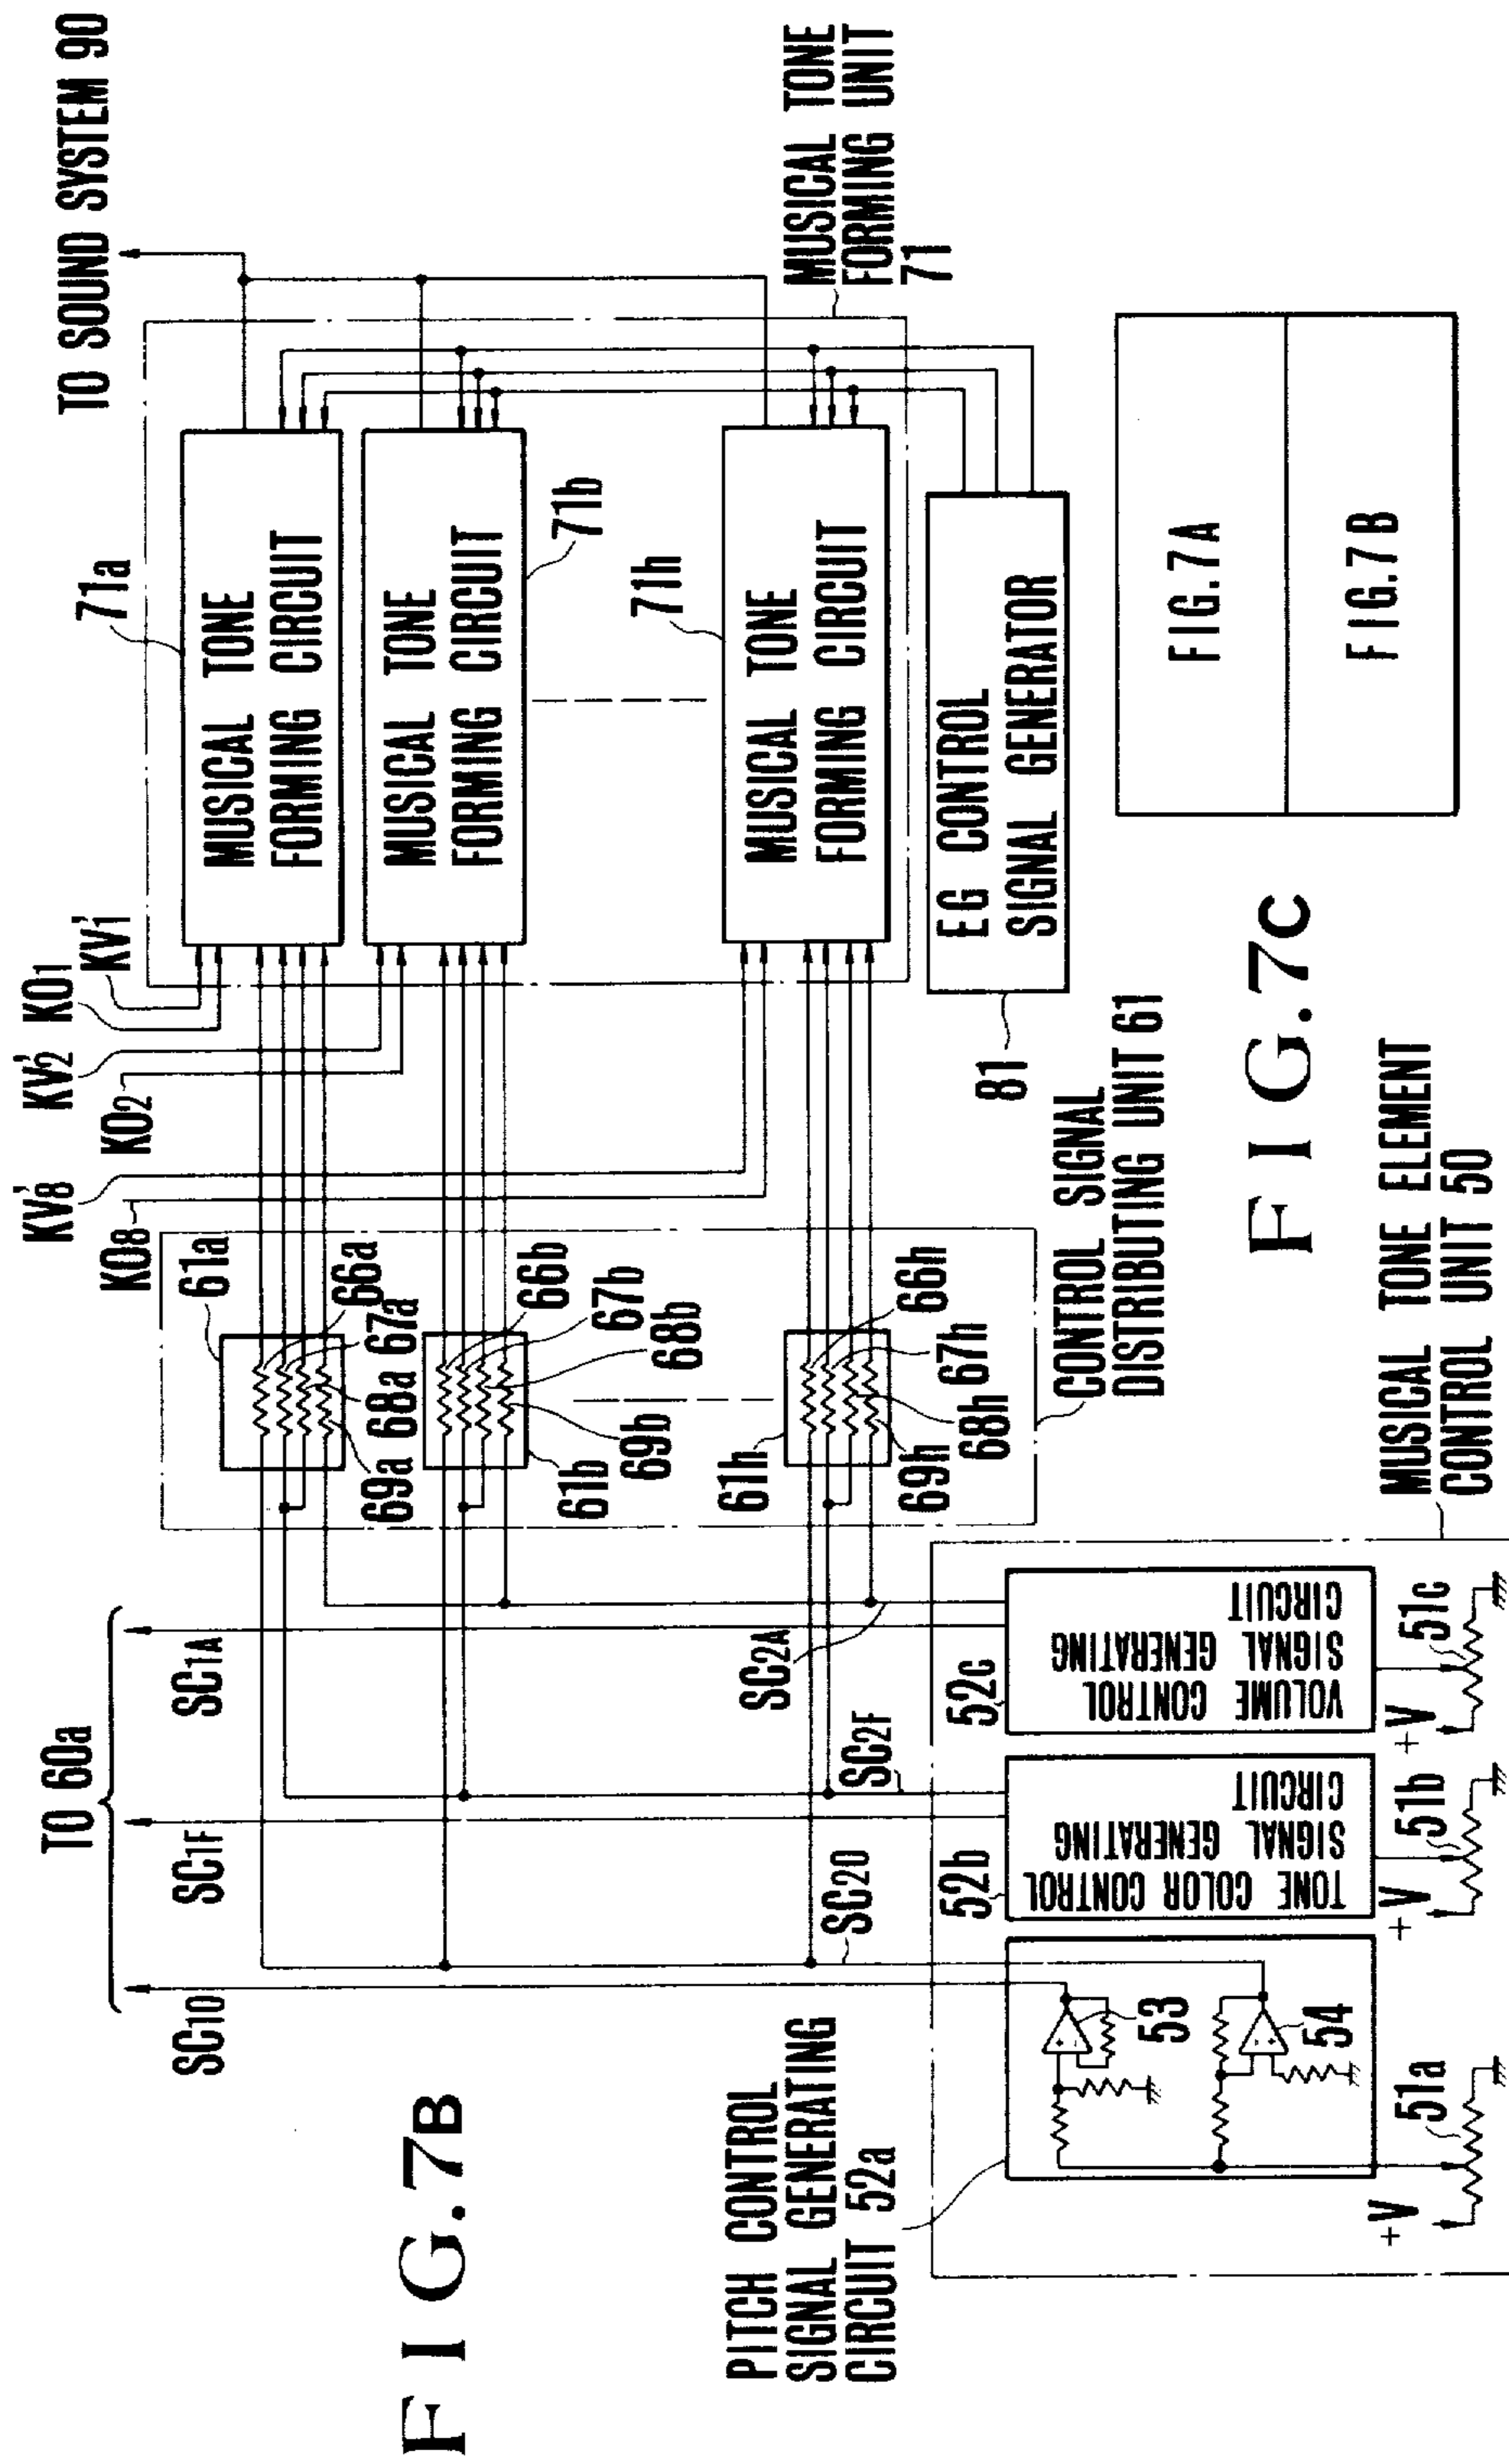 FIG.7B
TO 60a
SC10
SC1F
SC1A
KO8
KV'8
KO2
KV'2
KO1
KV'1
TO SOUND SYSTEM 90
61a
66a
67a
68a
69a
71a
MUSICAL TONE
FORMING CIRCUIT
66b
67b
68b
69b
61b
MUSICAL TONE
FORMING CIRCUIT
71b
61h
66h
67h
68h
69h
71h
MUSICAL TONE
FORMING CIRCUIT
MUSICAL TONE
FORMING UNIT
71
SC20
SC2F
SC2A
PITCH CONTROL
SIGNAL GENERATING
CIRCUIT 52a
53
54
52b
TONE COLOR CONTROL
SIGNAL GENERATING
CIRCUIT
52c
VOLUME CONTROL
SIGNAL GENERATING
CIRCUIT
CONTROL SIGNAL
DISTRIBUTING UNIT 61
81
EG CONTROL
SIGNAL GENERATOR
+V
51a
+V
51b
+V
51c
MUSICAL TONE ELEMENT
CONTROL UNIT 50
FIG.7C
FIG.7A
FIG.7B